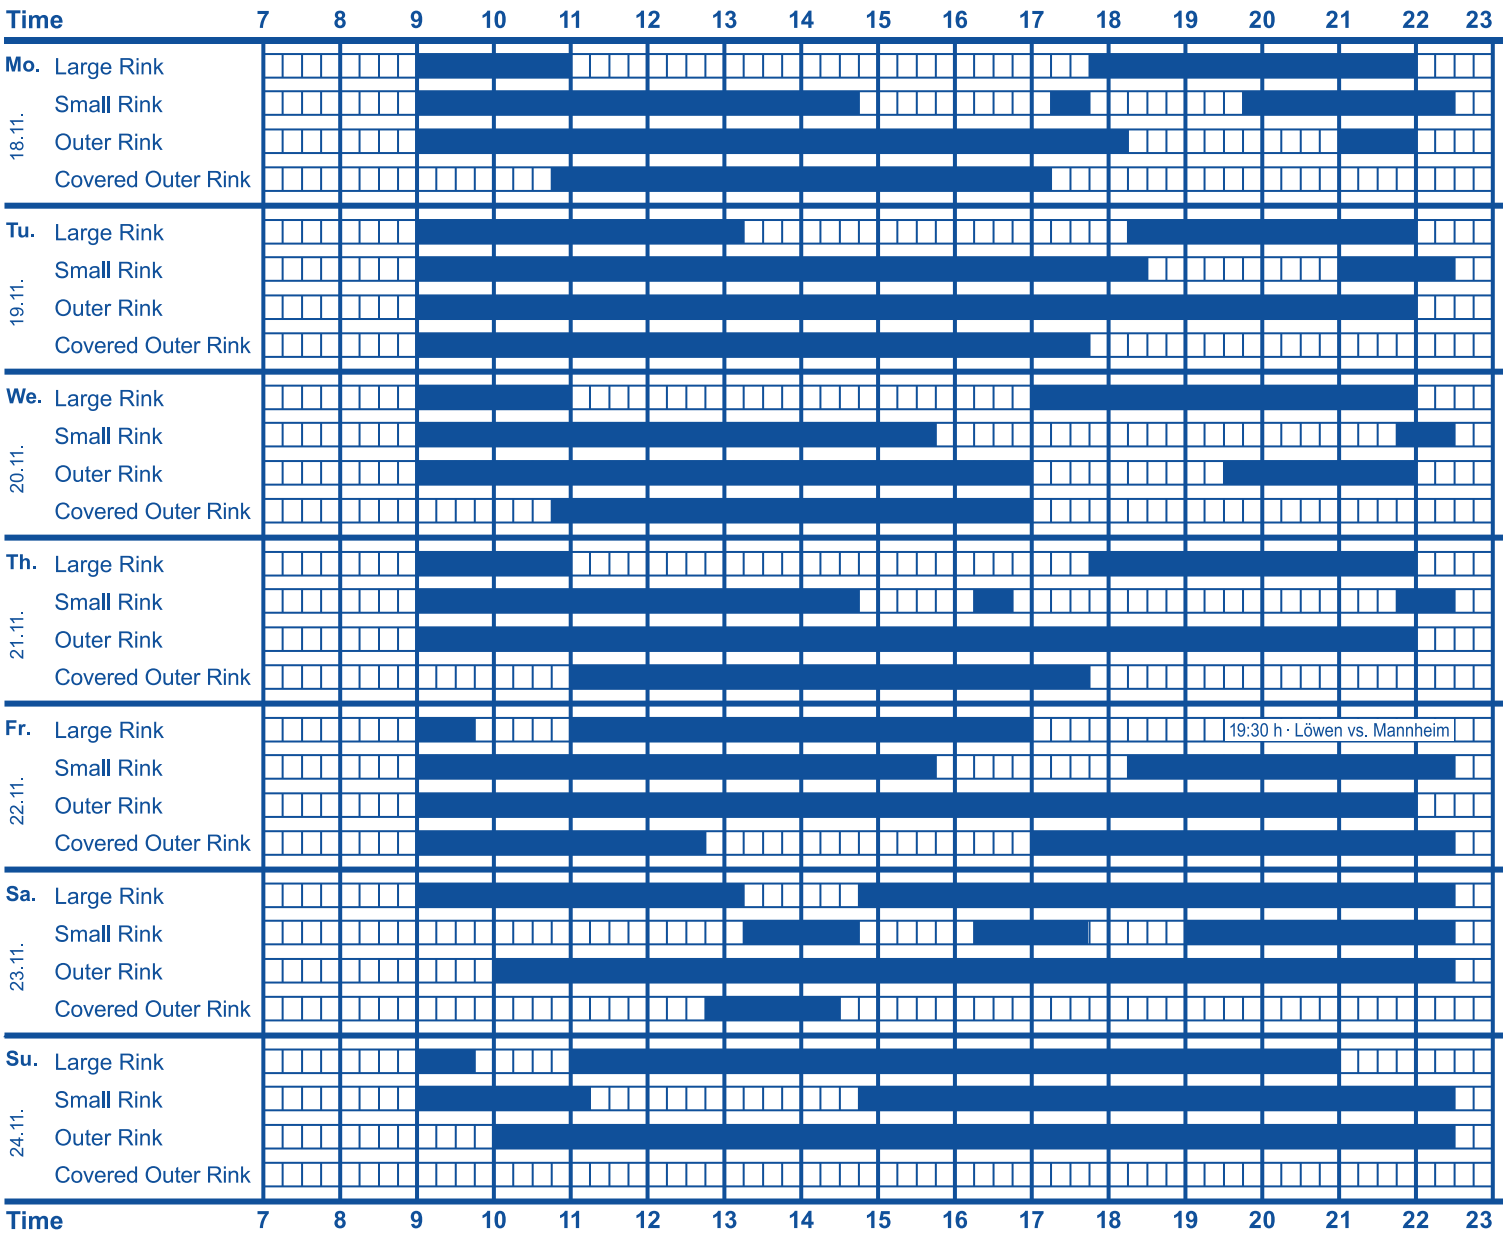 Time 7 8 9 10 11 12 13 14 15 16 17 18 19 20 21 22 23
Mo. Large Rink
Small Rink
18.11.
Outer Rink
Covered Outer Rink
Tu. Large Rink
Small Rink
19.11.
Outer Rink
Covered Outer Rink
We. Large Rink
Small Rink
20.11.
Outer Rink
Covered Outer Rink
Th. Large Rink
Small Rink
21.11.
Outer Rink
Covered Outer Rink
Fr. Large Rink 19:30 h · Löwen vs. Mannheim
Small Rink
22.11.
Outer Rink
Covered Outer Rink
Sa. Large Rink
Small Rink
23.11.
Outer Rink
Covered Outer Rink
Su. Large Rink
Small Rink
24.11.
Outer Rink
Covered Outer Rink
Time 7 8 9 10 11 12 13 14 15 16 17 18 19 20 21 22 23